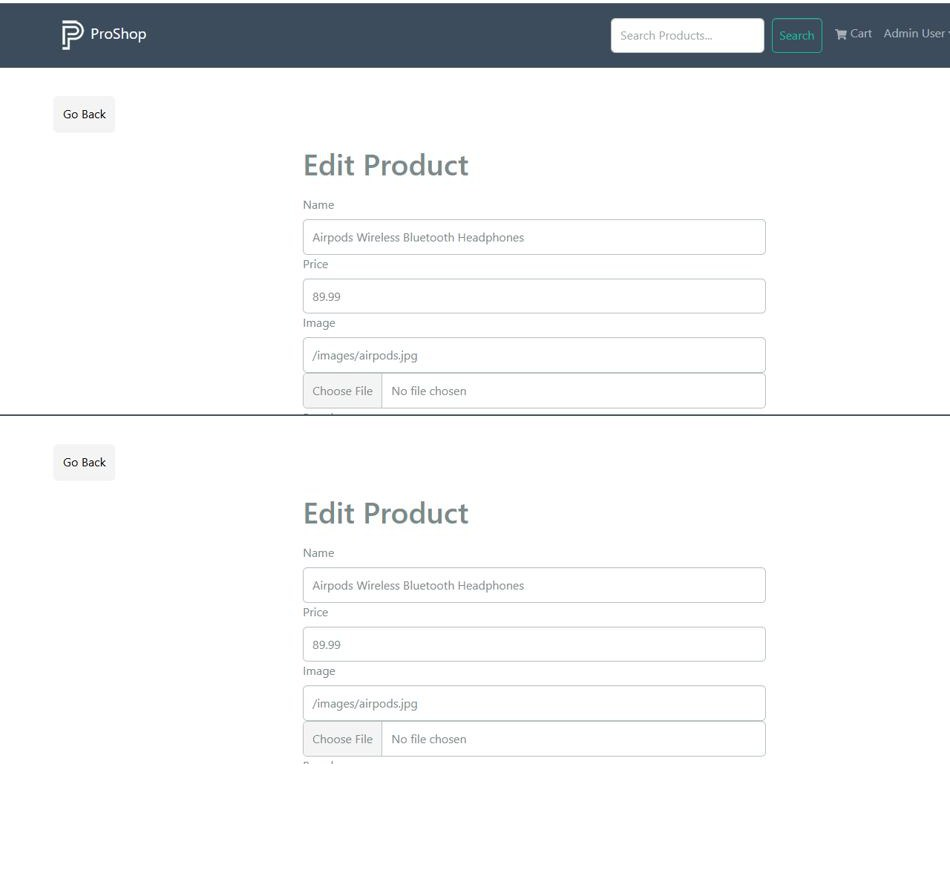 ProShop Search Products... Search Cart Admin User
Go Back
Edit Product
Name
Airpods Wireless Bluetooth Headphones
Price
89.99
Image
/images/airpods.jpg
Choose File No file chosen
Go Back
Edit Product
Name
Airpods Wireless Bluetooth Headphones
Price
89.99
Image
/images/airpods.jpg
Choose File No file chosen